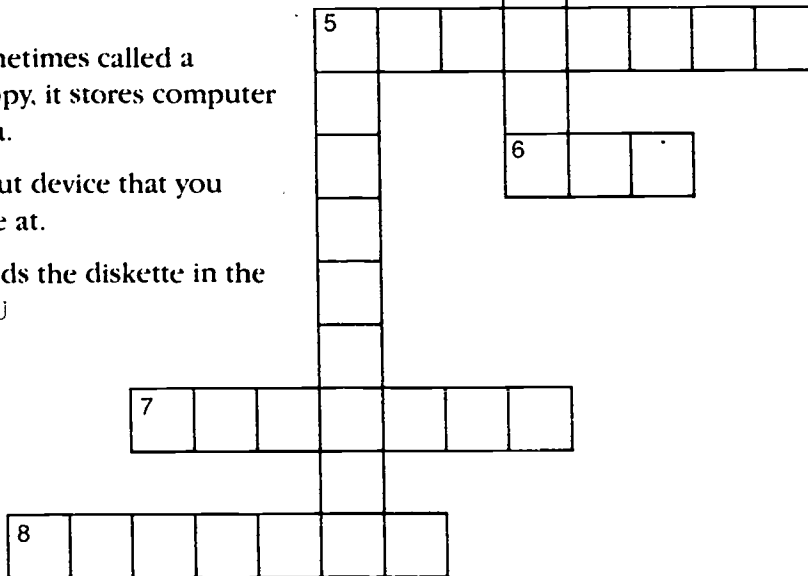 netimes called a
py, it stores computer
a.
ut device that you
e at.
ds the diskette in the
5
6
7
8